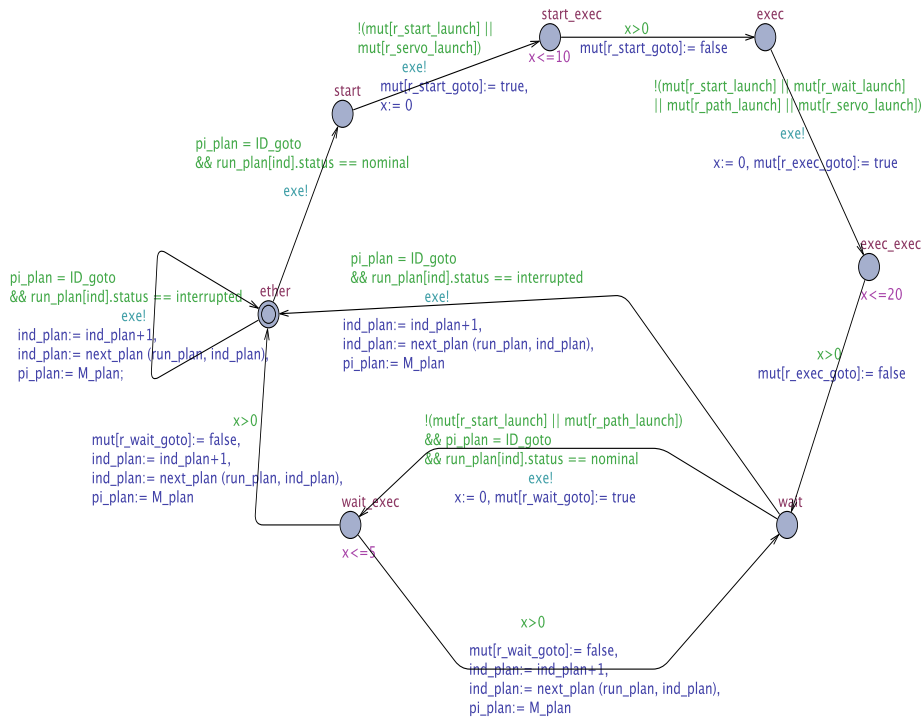 start_exec
exec
!(mut[r_start_launch] ||
mut[r_servo_launch])
exe!
mut[r_start_goto]:= true,
x:= 0
x<=10
x>0
mut[r_start_goto]:= false
start
!(mut[r_start_launch] || mut[r_wait_launch]
|| mut[r_path_launch] || mut[r_servo_launch])
exe!
x:= 0, mut[r_exec_goto]:= true
pi_plan = ID_goto
&& run_plan[ind].status == nominal
exe!
exec_exec
x<=20
pi_plan = ID_goto
&& run_plan[ind].status == interrupted
exe!
ind_plan:= ind_plan+1,
ind_plan:= next_plan (run_plan, ind_plan),
pi_plan:= M_plan;
ether
pi_plan = ID_goto
&& run_plan[ind].status == interrupted
exe!
ind_plan:= ind_plan+1,
ind_plan:= next_plan (run_plan, ind_plan),
pi_plan:= M_plan
x>0
mut[r_exec_goto]:= false
x>0
mut[r_wait_goto]:= false,
ind_plan:= ind_plan+1,
ind_plan:= next_plan (run_plan, ind_plan),
pi_plan:= M_plan
!(mut[r_start_launch] || mut[r_path_launch])
&& pi_plan = ID_goto
&& run_plan[ind].status == nominal
exe!
x:= 0, mut[r_wait_goto]:= true
wait_exec
x<=5
wait
x>0
mut[r_wait_goto]:= false,
ind_plan:= ind_plan+1,
ind_plan:= next_plan (run_plan, ind_plan),
pi_plan:= M_plan